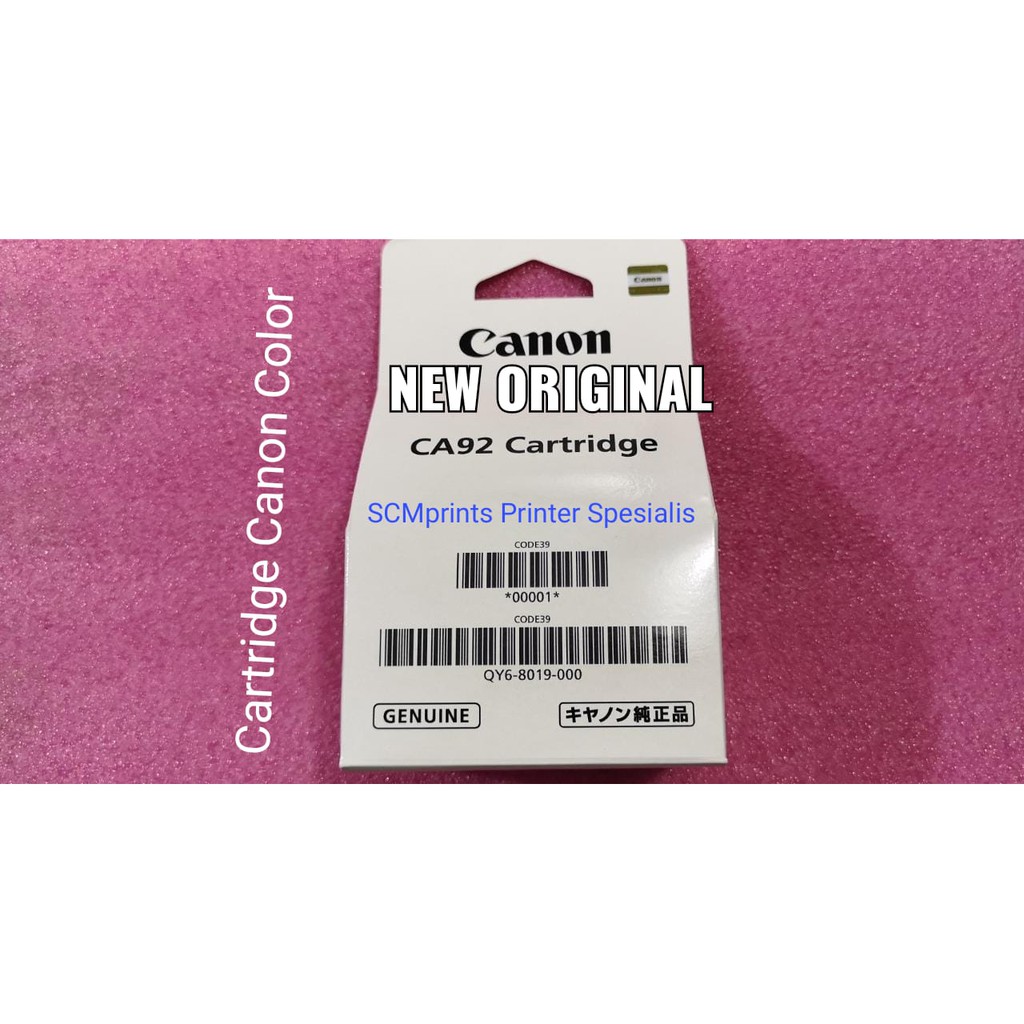 Cartridge Canon Color
Canon
Canon
NEW ORIGINAL
CA92 Cartridge
SCMprints Printer Spesialis
CODE39
*00001*
CODE39
QY6-8019-000
GENUINE
キヤノン純正品